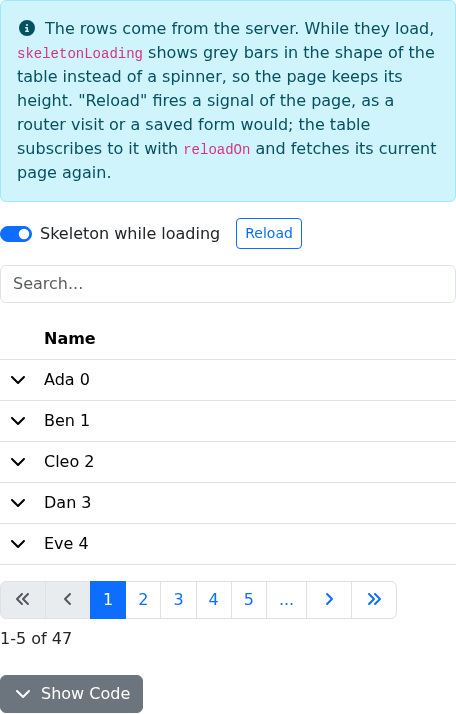 The rows come from the server. While they load,
skeletonLoading shows grey bars in the shape of the
table instead of a spinner, so the page keeps its
height. "Reload" fires a signal of the page, as a
router visit or a saved form would; the table
subscribes to it with reloadOn and fetches its current
page again.
Skeleton while loading Reload
Search...
Name
Ada 0
Ben 1
Cleo 2
Dan 3
Eve 4
1 2 3 4 5 ...
1-5 of 47
Show Code